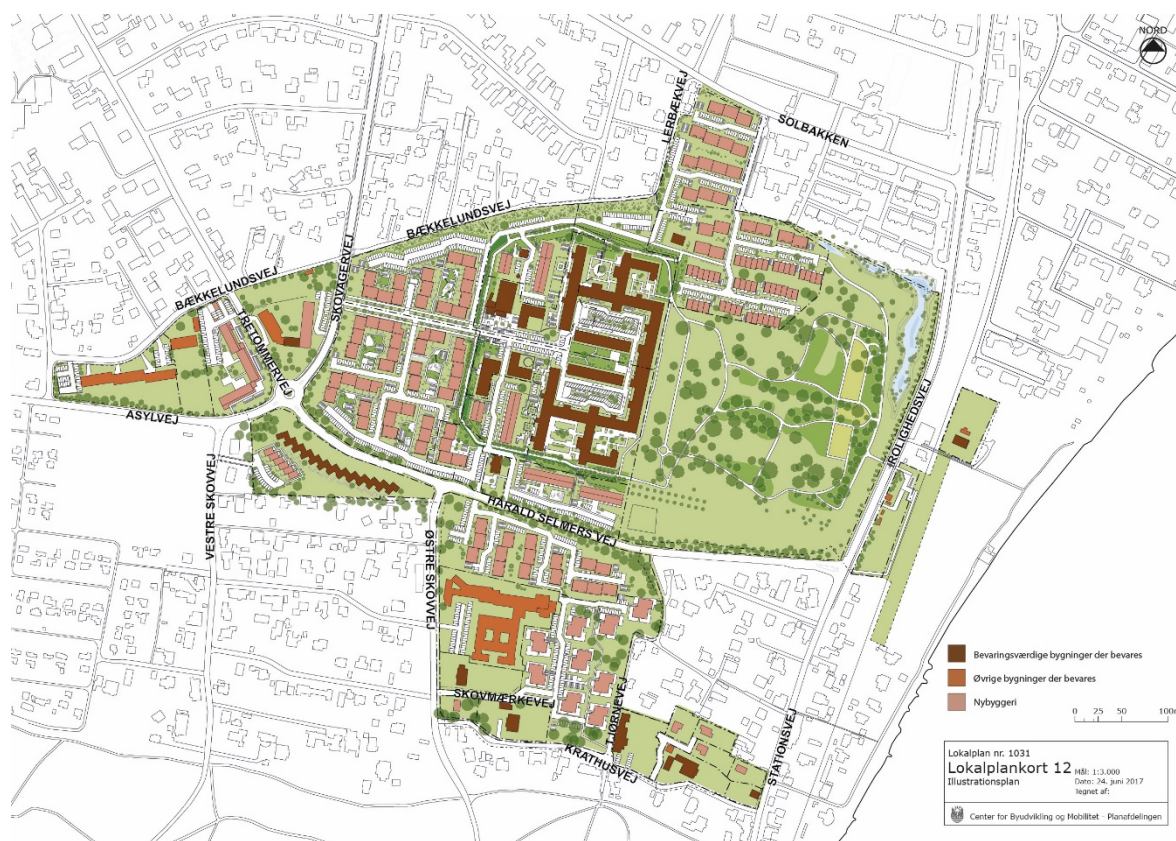 NORD
LERBÆKVEJ
SOLBAKKEN
BÆKKELUNDSVEJ
SKOVAGERVEJ
BÆKKELUNDSVEJ
TRETOMMERVEJ
ASYLVEJ
ROLIGHEDSVEJ
VESTRE SKOVVEJ
HARALD SELMERS VEJ
ØSTRE SKOVVEJ
SKOVMÆRKEVEJ
TJØRNEVEJ
KRATHUSVEJ
STATIONSVEJ
Bevaringsværdige bygninger der bevares
Øvrige bygninger der bevares
Nybyggeri
0 25 50 100m
Lokalplan nr. 1031
Lokalplankort 12 Mål: 1:3.000
Illustrationsplan Dato: 24. juni 2017
Tegnet af:
Center for Byudvikling og Mobilitet - Planafdelingen